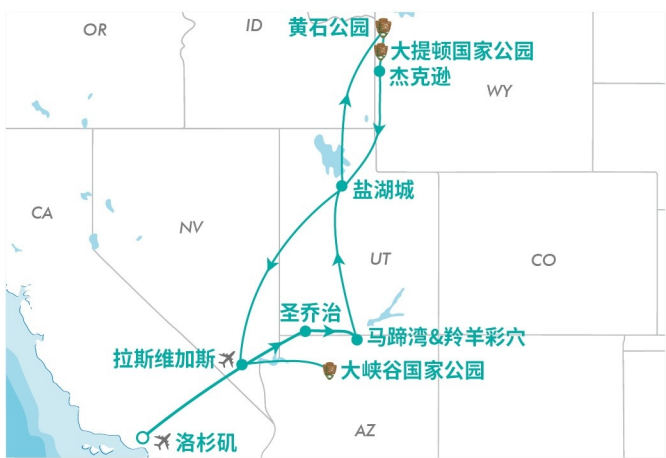 OR
ID
黄石公园
大提顿国家公园
杰克逊
WY
盐湖城
CA
NV
UT
CO
圣乔治
马蹄湾&羚羊彩穴
拉斯维加斯
大峡谷国家公园
AZ
洛杉矶